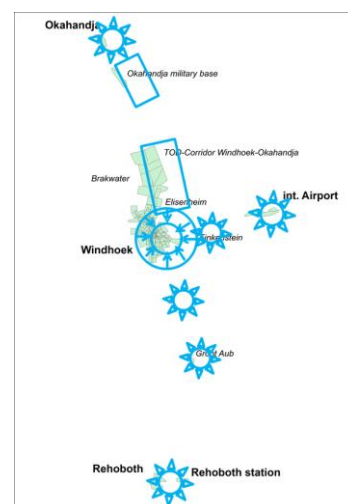 Okahandja
Okahandja military base
TOD-Corridor Windhoek-Okahandja
Brakwater
Elisenheim
int. Airport
Finkenstein
Windhoek
Groot Aub
Rehoboth
Rehoboth station